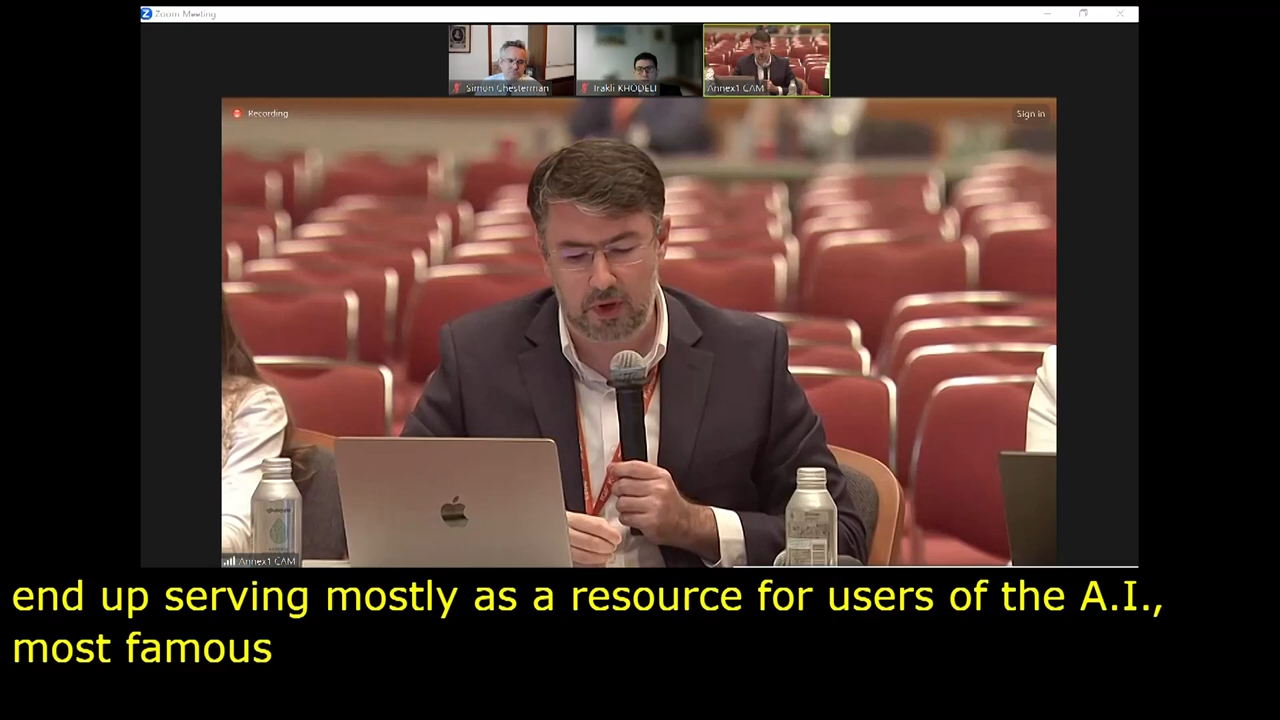 Zoom Meeting
Simon Chesterman
Irakli KHODELI
Annex1 CAM
Recording
Sign in
Annex1 CAM
end up serving mostly as a resource for users of the A.I.,
most famous